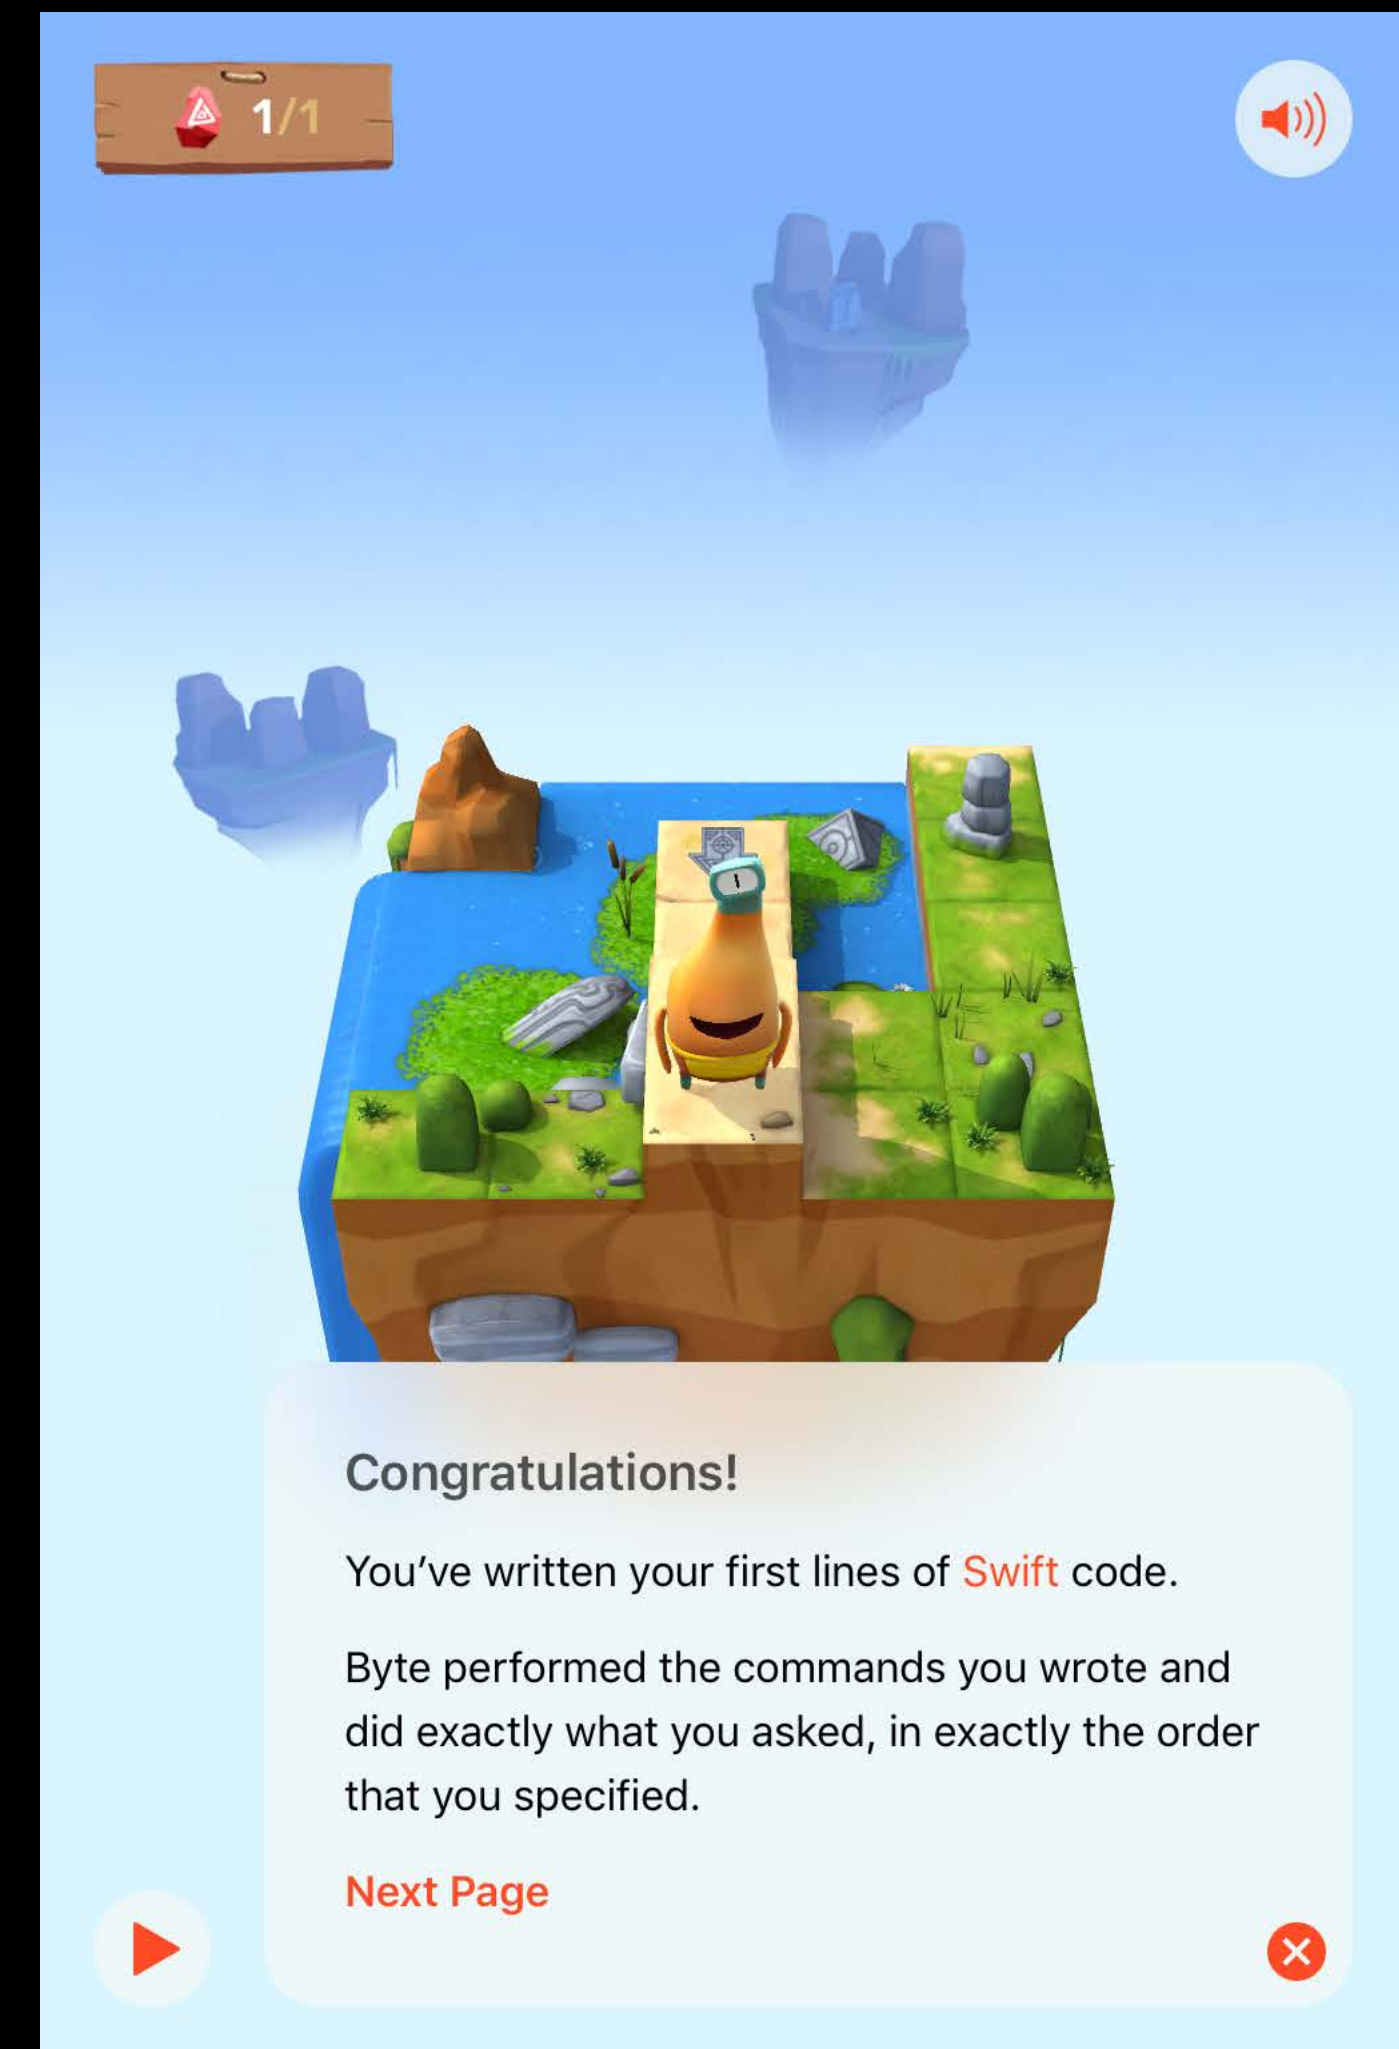 1/1
Congratulations!
You’ve written your first lines of Swift code.
Byte performed the commands you wrote and
did exactly what you asked, in exactly the order
that you specified.
Next Page